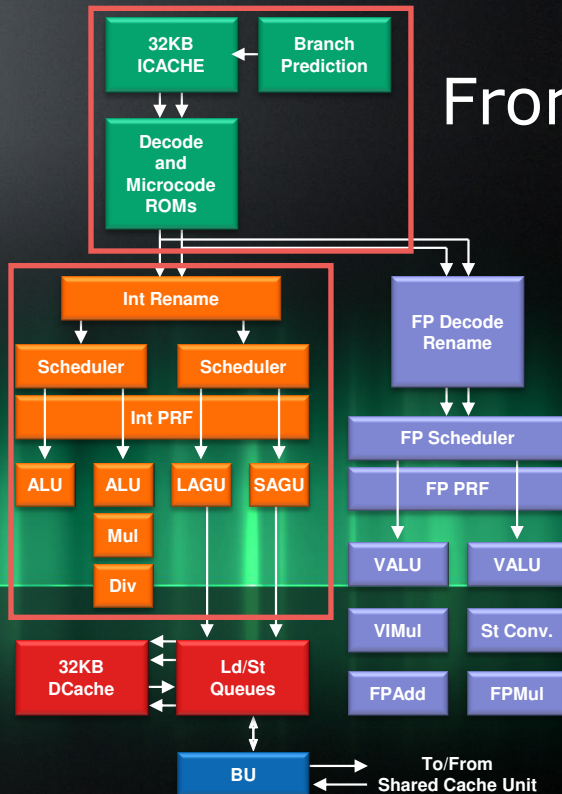 32KB
ICACHE
Branch
Prediction
Fron
Decode
and
Microcode
ROMs
Int Rename
FP Decode
Rename
Scheduler
Scheduler
Int PRF
FP Scheduler
FP PRF
ALU
ALU
LAGU
SAGU
Mul
Div
VALU
VALU
VIMul
St Conv.
FPAdd
FPMul
32KB
DCache
Ld/St
Queues
BU
To/From
Shared Cache Unit